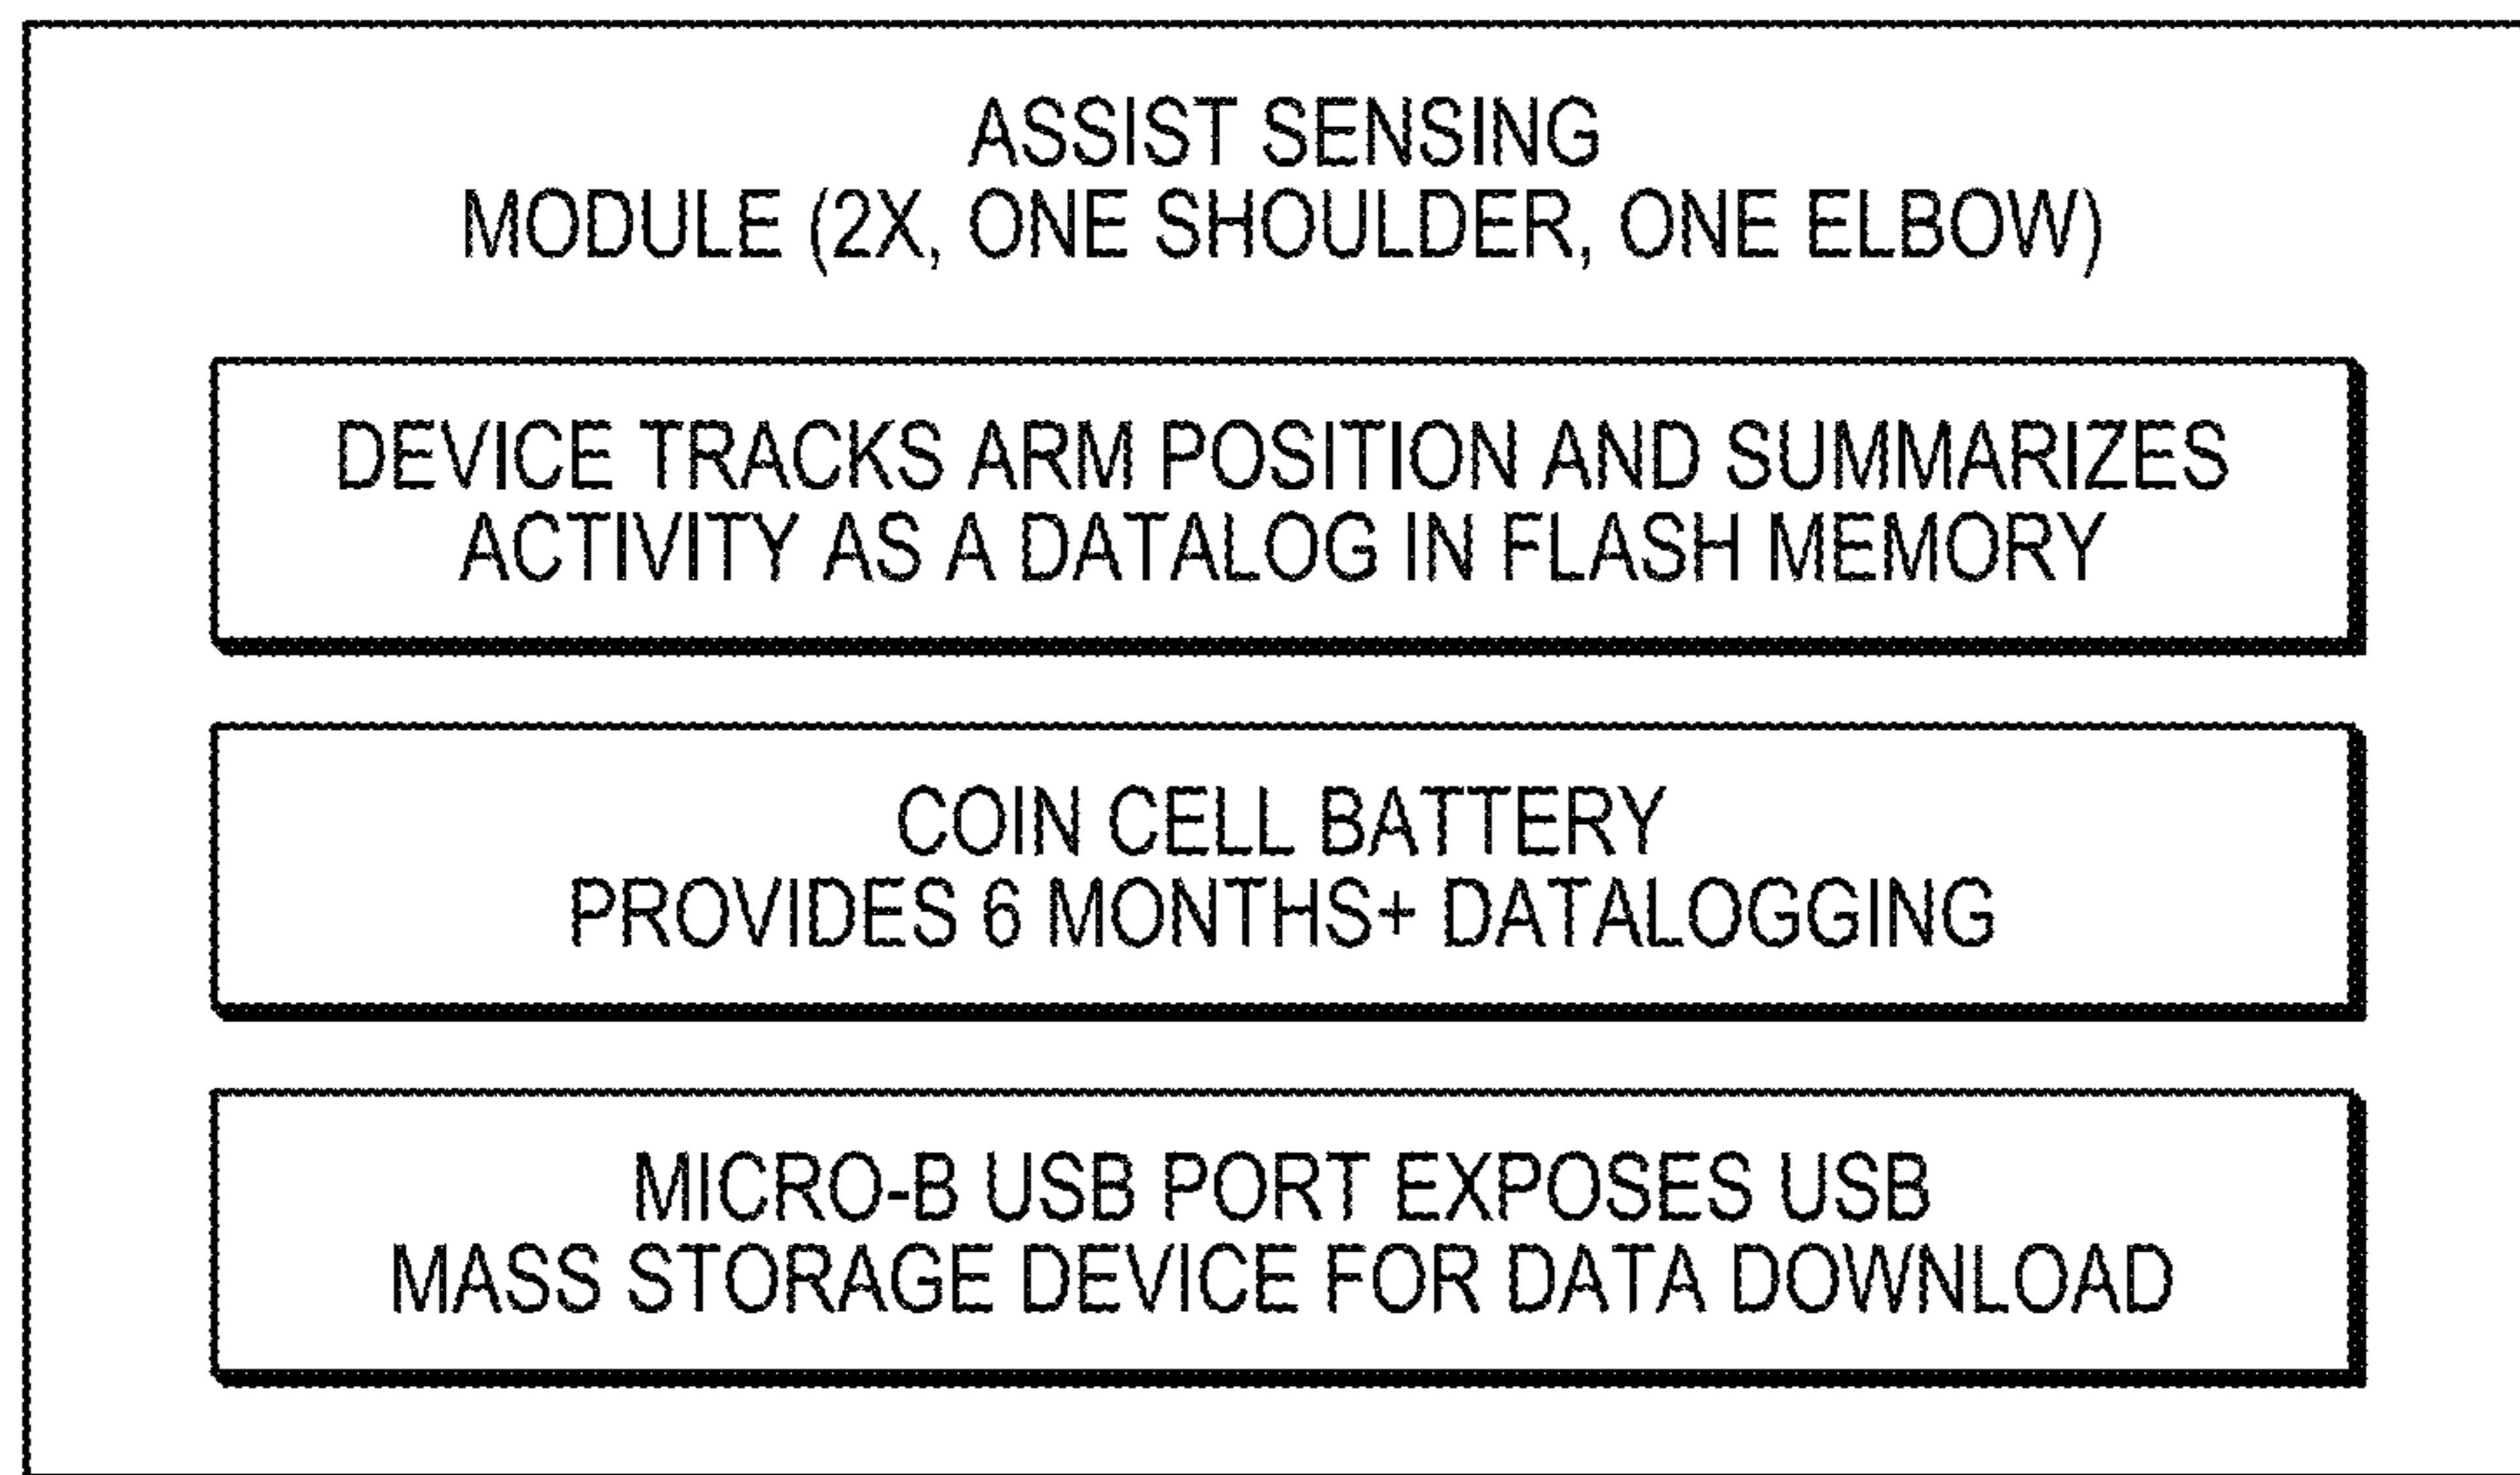 ASSIST SENSING
MODULE (2X, ONE SHOULDER, ONE ELBOW)
DEVICE TRACKS ARM POSITION AND SUMMARIZES
ACTIVITY AS A DATALOG IN FLASH MEMORY
COIN CELL BATTERY
PROVIDES 6 MONTHS+ DATALOGGING
MICRO-B USB PORT EXPOSES USB
MASS STORAGE DEVICE FOR DATA DOWNLOAD